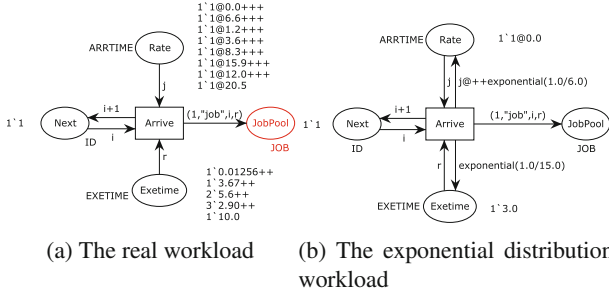 1`1@0.0+++
1`1@6.6+++
1`1@1.2+++
1`1@3.6+++
1`1@8.3+++
1`1@15.9+++
1`1@12.0+++
1`1@20.5
ARRTIME
Rate
j
i+1
1`1
Next
ID
i
Arrive
(1,"job",i,r)
JobPool
JOB
r
EXETIME
Exetime
1`0.01256++
1`3.67++
2`5.6++
3`2.90++
1`10.0
(a) The real workload
1`1@0.0
ARRTIME
Rate
j
j@++exponential(1.0/6.0)
i+1
1`1
Next
ID
i
Arrive
(1,"job",i,r)
JobPool
JOB
r
exponential(1.0/15.0)
EXETIME
Exetime
1`3.0
(b) The exponential distribution
workload